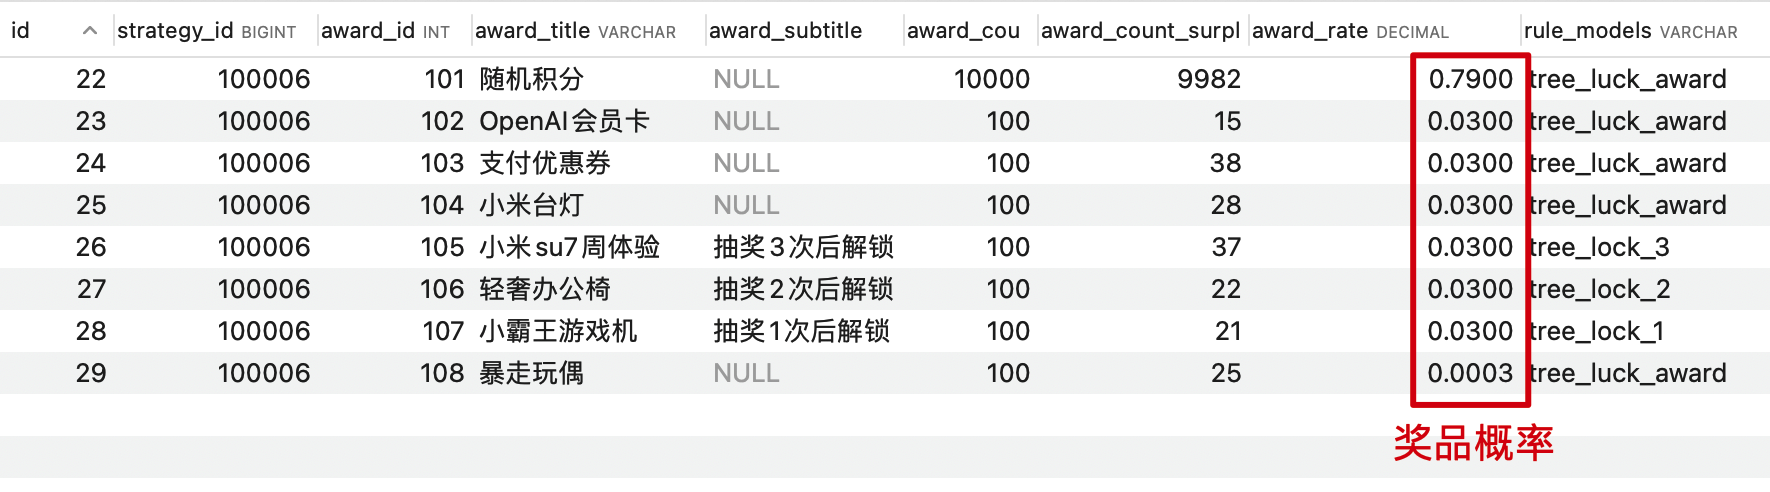 id strategy_id BIGINT award_id INT award_title VARCHAR award_subtitle award_cou award_count_surpl award_rate DECIMAL rule_models VARCHAR
22 100006 101 随机积分 NULL 10000 9982 0.7900 tree_luck_award
23 100006 102 OpenAI会员卡 NULL 100 15 0.0300 tree_luck_award
24 100006 103 支付优惠券 NULL 100 38 0.0300 tree_luck_award
25 100006 104 小米台灯 NULL 100 28 0.0300 tree_luck_award
26 100006 105 小米su7周体验 抽奖3次后解锁 100 37 0.0300 tree_lock_3
27 100006 106 轻奢办公椅 抽奖2次后解锁 100 22 0.0300 tree_lock_2
28 100006 107 小霸王游戏机 抽奖1次后解锁 100 21 0.0300 tree_lock_1
29 100006 108 暴走玩偶 NULL 100 25 0.0003 tree_luck_award
奖品概率